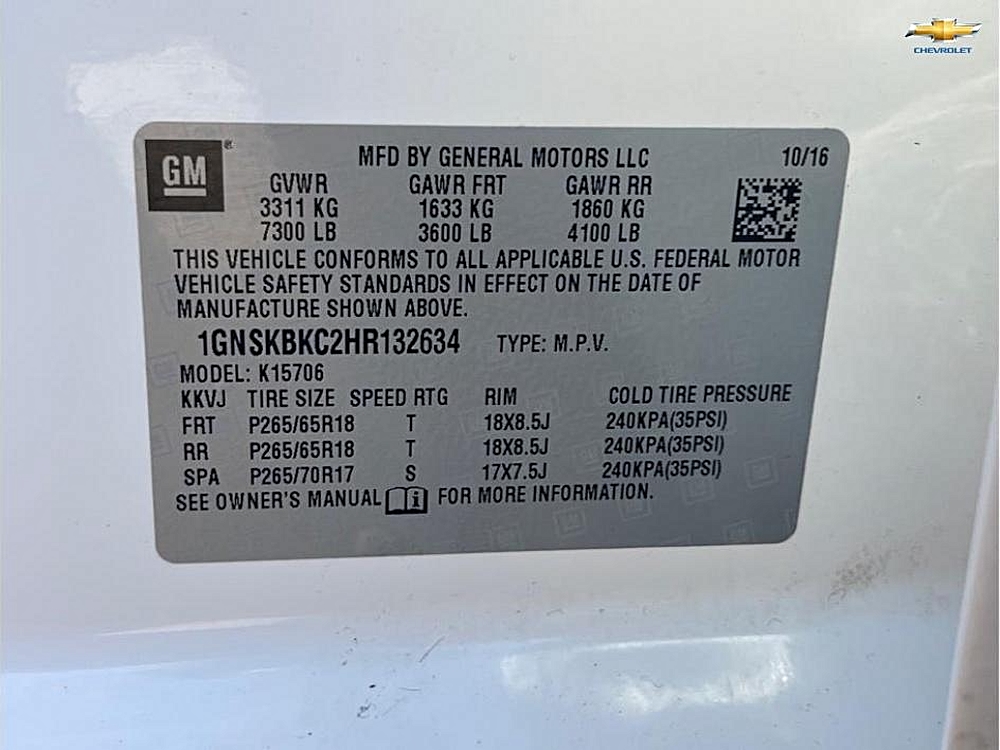 CHEVROLET
GM®
MFD BY GENERAL MOTORS LLC 10/16
GVWR GAWR FRT GAWR RR
3311 KG 1633 KG 1860 KG
7300 LB 3600 LB 4100 LB
THIS VEHICLE CONFORMS TO ALL APPLICABLE U.S. FEDERAL MOTOR
VEHICLE SAFETY STANDARDS IN EFFECT ON THE DATE OF
MANUFACTURE SHOWN ABOVE.
1GNSKBKC2HR132634 TYPE: M.P.V.
MODEL: K15706
KKVJ TIRE SIZE SPEED RTG RIM COLD TIRE PRESSURE
FRT P265/65R18 T 18X8.5J 240KPA(35PSI)
RR P265/65R18 T 18X8.5J 240KPA(35PSI)
SPA P265/70R17 S 17X7.5J 240KPA(35PSI)
SEE OWNER'S MANUAL FOR MORE INFORMATION.